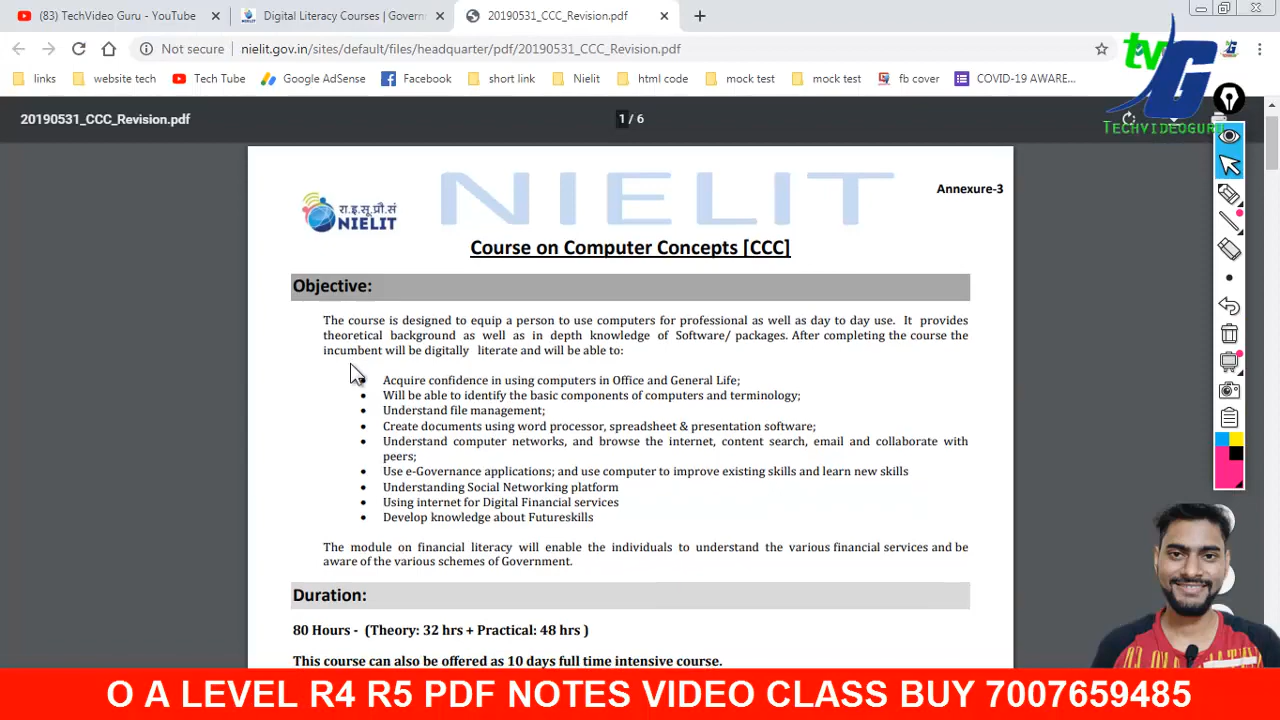 (83) TechVideo Guru - YouTube
Digital Literacy Courses | Govern
20190531_CCC_Revision.pdf
Not secure | nielit.gov.in/sites/default/files/headquarter/pdf/20190531_CCC_Revision.pdf
links
website tech
Tech Tube
Google AdSense
Facebook
short link
Nielit
html code
mock test
mock test
fb cover
COVID-19 AWARE...
tv
G
TECHVIDEOGURU
20190531_CCC_Revision.pdf
1 / 6
NIELIT
Annexure-3
रा.इ.सू.प्रौ.सं
NIELIT
Course on Computer Concepts [CCC]
Objective:
The course is designed to equip a person to use computers for professional as well as day to day use. It provides
theoretical background as well as in depth knowledge of Software/ packages. After completing the course the
incumbent will be digitally literate and will be able to:
• Acquire confidence in using computers in Office and General Life;
• Will be able to identify the basic components of computers and terminology;
• Understand file management;
• Create documents using word processor, spreadsheet & presentation software;
• Understand computer networks, and browse the internet, content search, email and collaborate with
peers;
• Use e-Governance applications; and use computer to improve existing skills and learn new skills
• Understanding Social Networking platform
• Using internet for Digital Financial services
• Develop knowledge about Futureskills
The module on financial literacy will enable the individuals to understand the various financial services and be
aware of the various schemes of Government.
Duration:
80 Hours - (Theory: 32 hrs + Practical: 48 hrs )
This course can also be offered as 10 days full time intensive course.
O A LEVEL R4 R5 PDF NOTES VIDEO CLASS BUY 7007659485